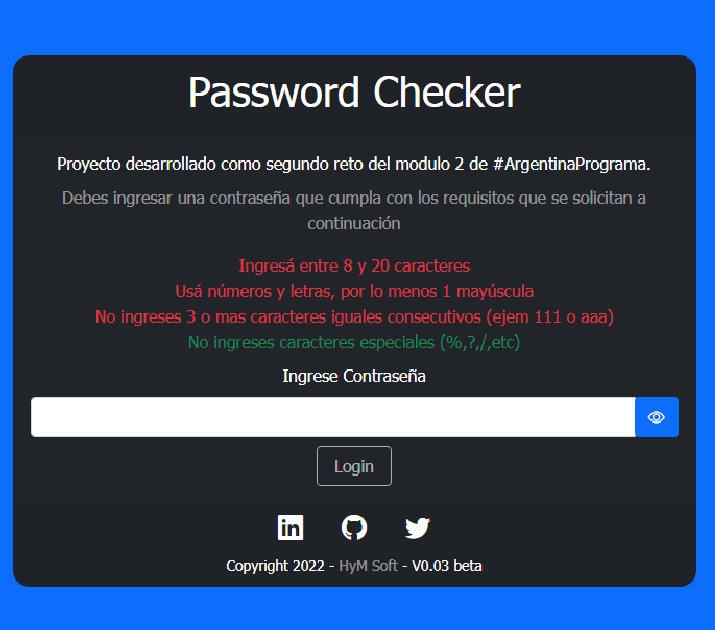 Password Checker
Proyecto desarrollado como segundo reto del modulo 2 de #ArgentinaPrograma.
Debes ingresar una contraseña que cumpla con los requisitos que se solicitan a
continuación
Ingresá entre 8 y 20 caracteres
Usá números y letras, por lo menos 1 mayúscula
No ingreses 3 o mas caracteres iguales consecutivos (ejem 111 o aaa)
No ingreses caracteres especiales (%,?,/,etc)
Ingrese Contraseña
Login
in
Copyright 2022 - HyM Soft - V0.03 beta